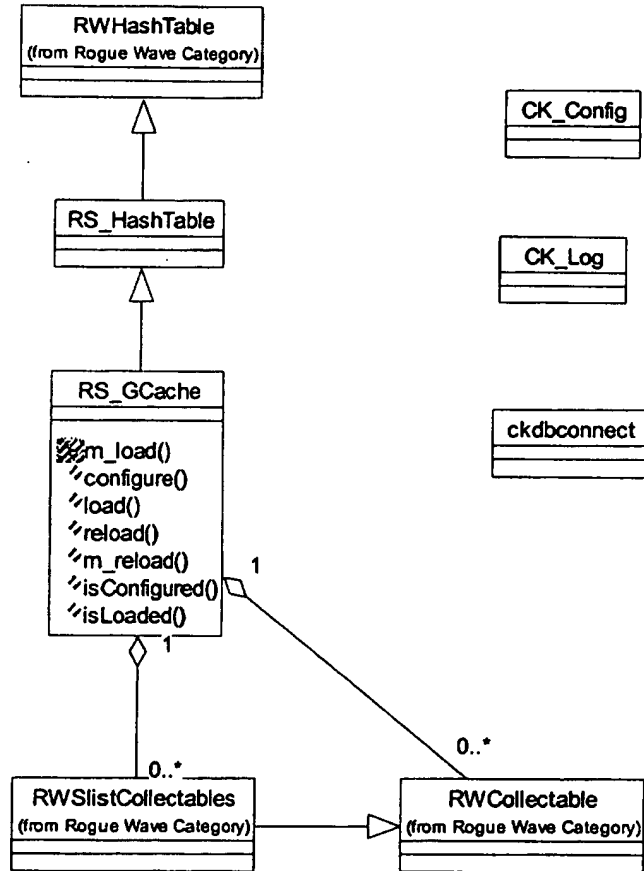 RWHashTable
(from Rogue Wave Category)
CK_Config
RS_HashTable
CK_Log
RS_GCache
m_load()
configure()
load()
reload()
m_reload()
isConfigured()
isLoaded()
ckdbconnect
1
1
0..*
0..*
RWSlistCollectables
(from Rogue Wave Category)
RWCollectable
(from Rogue Wave Category)